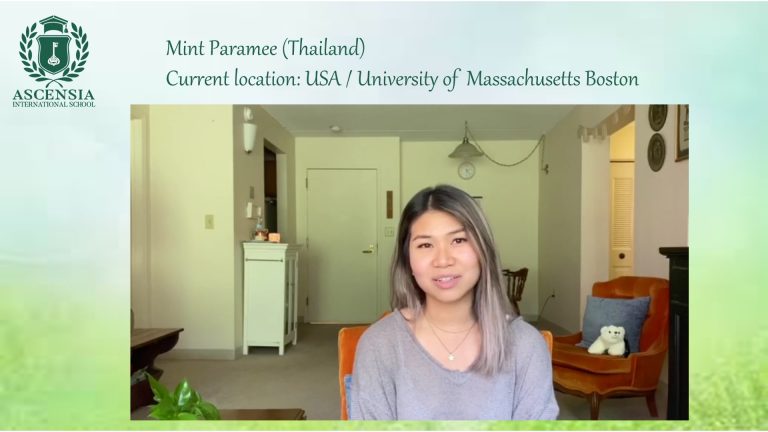 Mint Paramee (Thailand)
Current location: USA / University of Massachusetts Boston
ASCENSIA
INTERNATIONAL SCHOOL